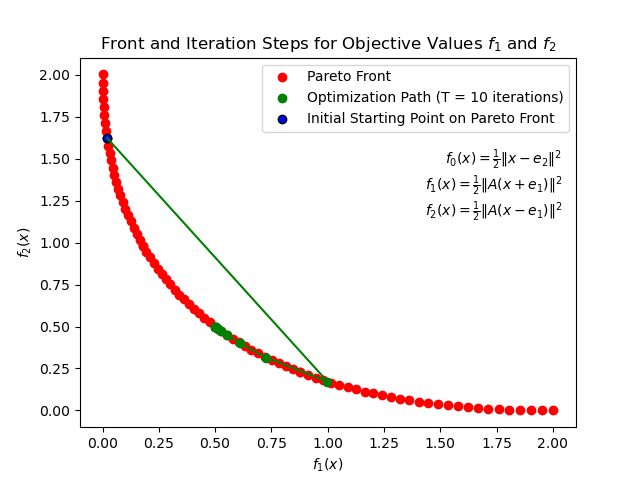 Front and Iteration Steps for Objective Values f₁ and f₂
2.00
1.75
1.50
1.25
1.00
0.75
0.50
0.25
0.00
f₂(x)
Pareto Front
Optimization Path (T = 10 iterations)
Initial Starting Point on Pareto Front
f₀(x) = ½‖x − e₂‖²
f₁(x) = ½‖A(x + e₁)‖²
f₂(x) = ½‖A(x − e₁)‖²
0.00 0.25 0.50 0.75 1.00 1.25 1.50 1.75 2.00
f₁(x)